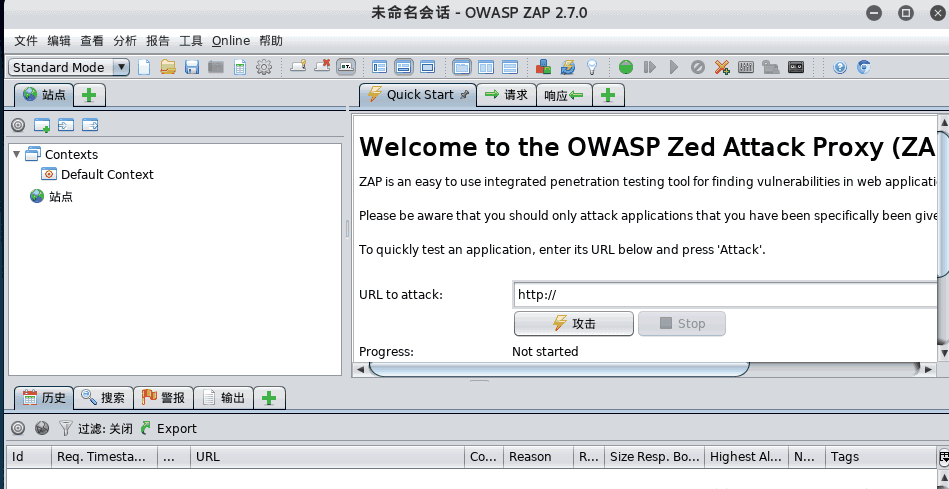 未命名会话 - OWASP ZAP 2.7.0
文件 编辑 查看 分析 报告 工具 Online 帮助
Standard Mode
站点
Quick Start 请求 响应
Contexts
Default Context
站点
Welcome to the OWASP Zed Attack Proxy (ZA
ZAP is an easy to use integrated penetration testing tool for finding vulnerabilities in web applicati
Please be aware that you should only attack applications that you have been specifically been give
To quickly test an application, enter its URL below and press 'Attack'.
URL to attack: http://
攻击 Stop
Progress: Not started
历史 搜索 警报 输出
过滤: 关闭 Export
Id Req. Timesta... ... URL Co... Reason R... Size Resp. Bo... Highest Al... N... Tags